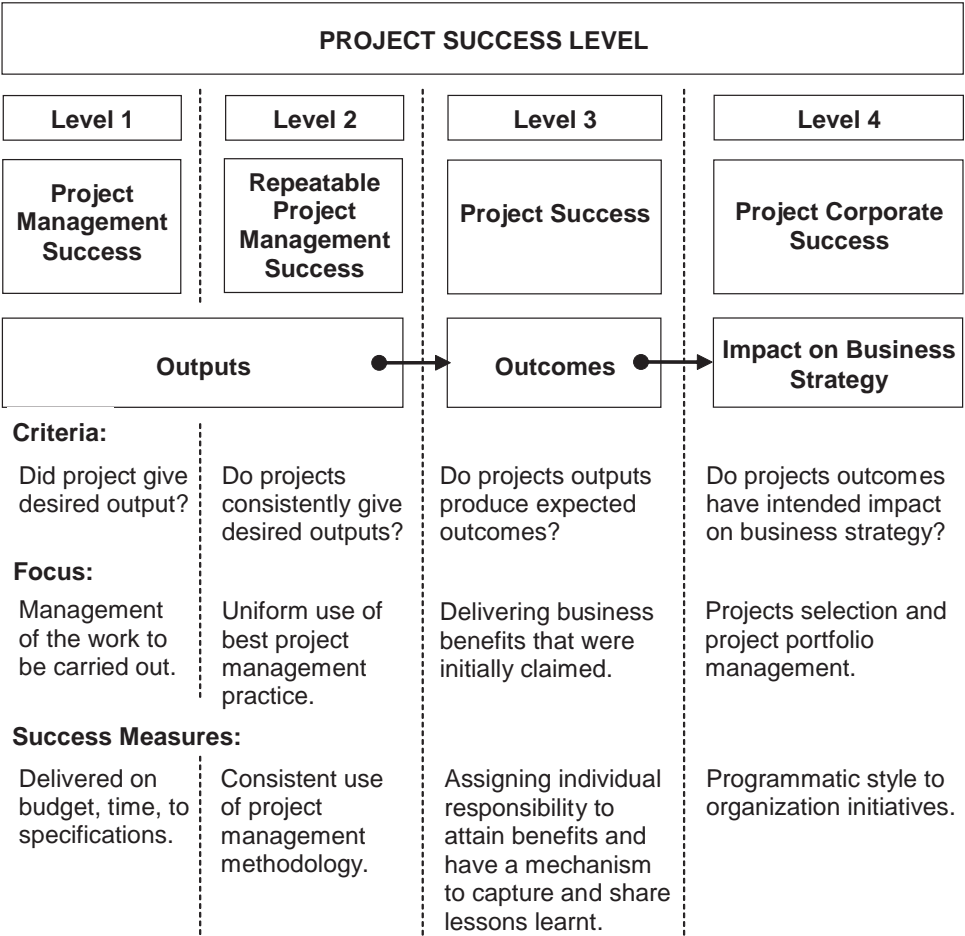 PROJECT SUCCESS LEVEL
Level 1
Level 2
Level 3
Level 4
Project
Management
Success
Repeatable
Project
Management
Success
Project Success
Project Corporate
Success
Outputs
Outcomes
Impact on Business
Strategy
Criteria:
Did project give
desired output?
Do projects
consistently give
desired outputs?
Do projects outputs
produce expected
outcomes?
Do projects outcomes
have intended impact
on business strategy?
Focus:
Management
of the work to
be carried out.
Uniform use of
best project
management
practice.
Delivering business
benefits that were
initially claimed.
Projects selection and
project portfolio
management.
Success Measures:
Delivered on
budget, time, to
specifications.
Consistent use
of project
management
methodology.
Assigning individual
responsibility to
attain benefits and
have a mechanism
to capture and share
lessons learnt.
Programmatic style to
organization initiatives.